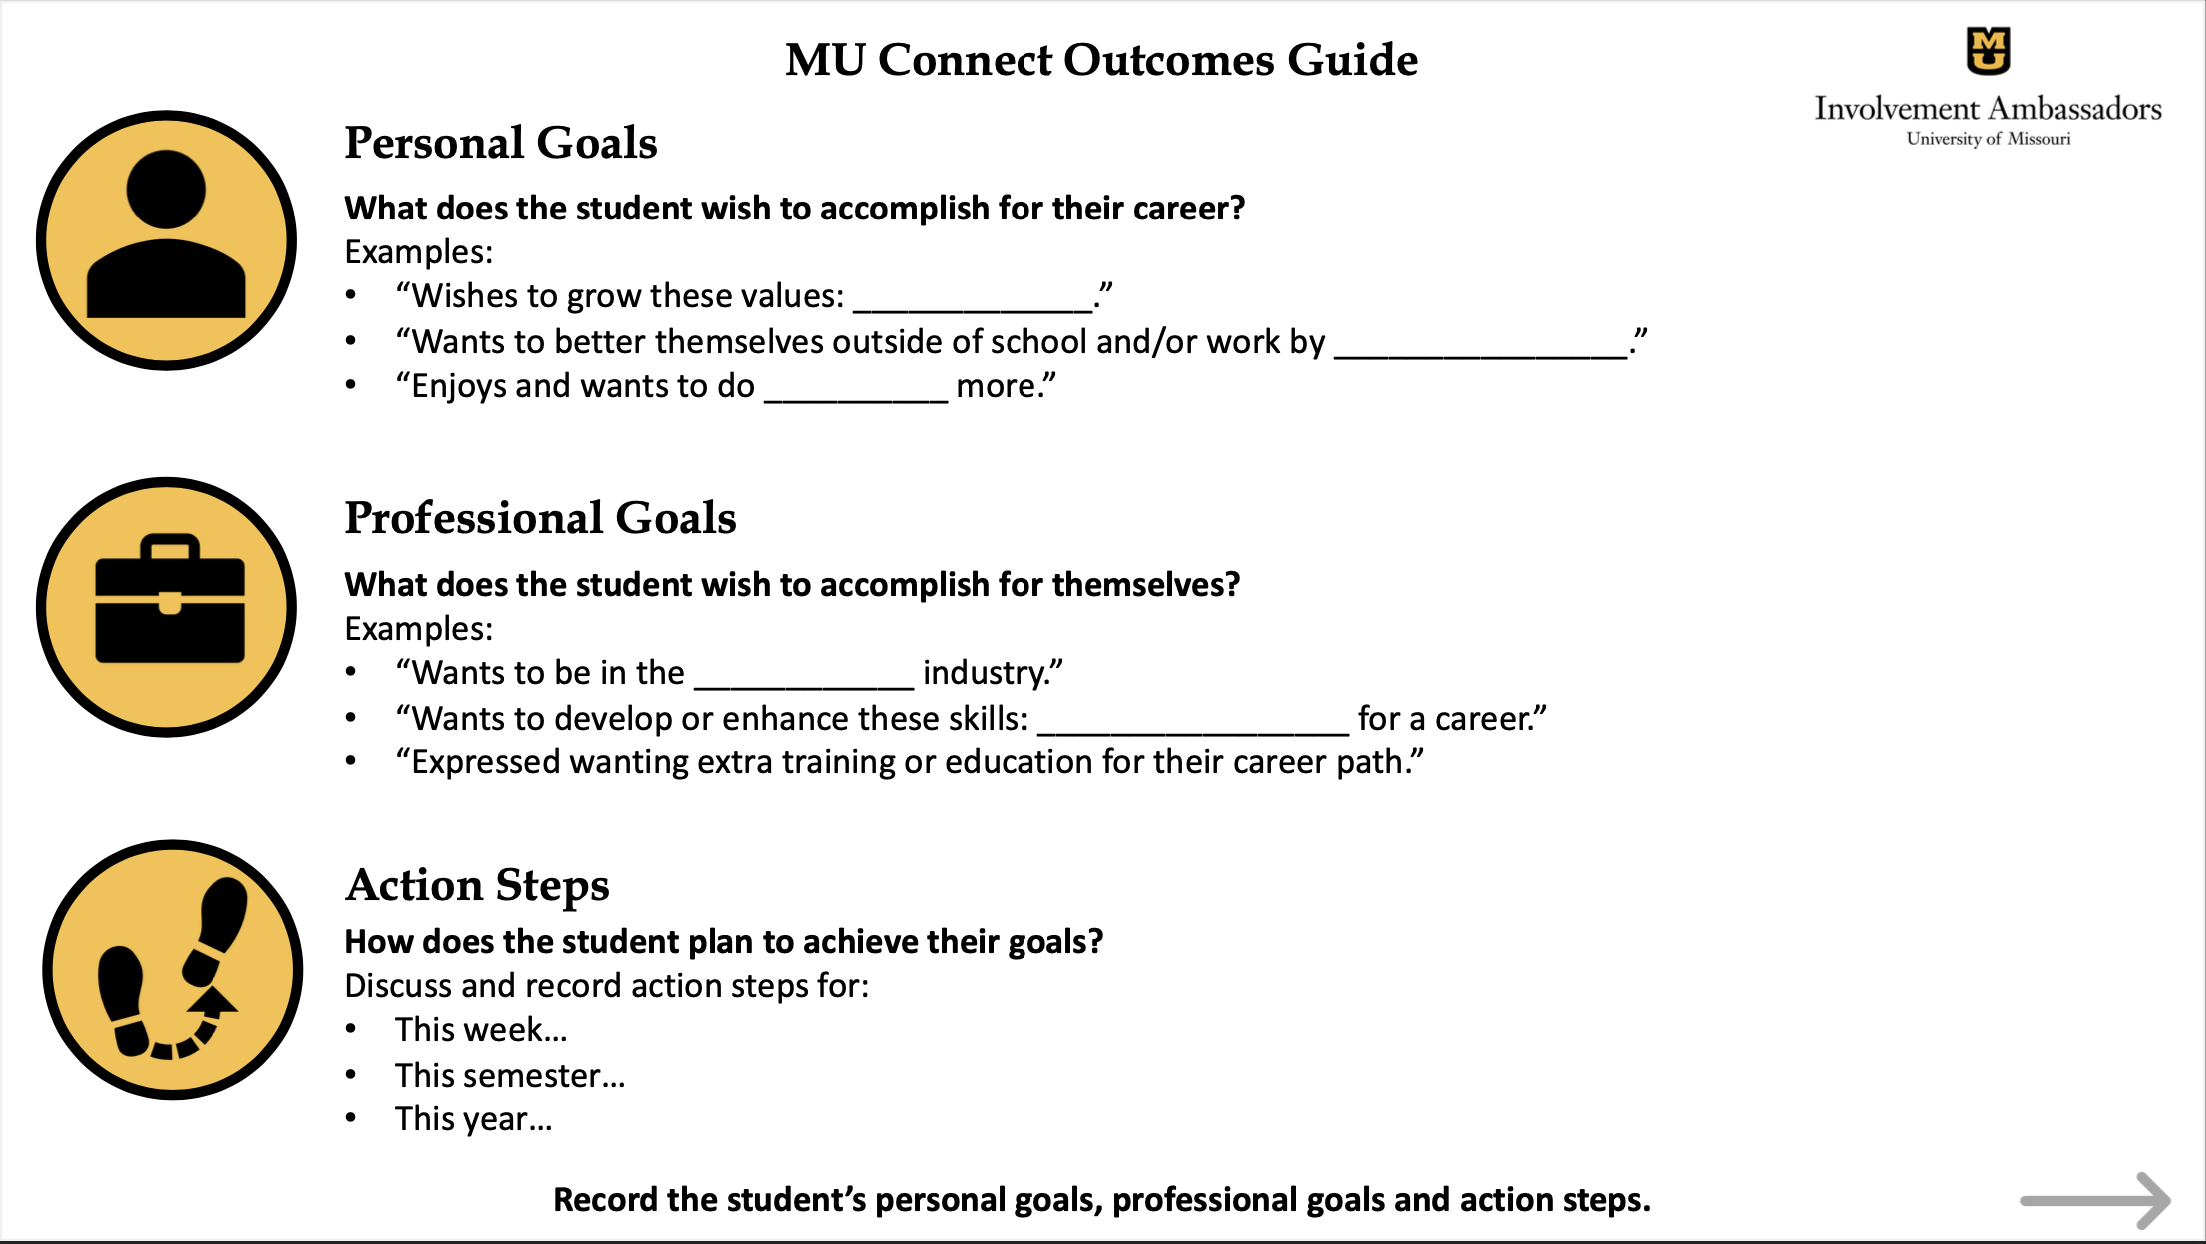 MU Connect Outcomes Guide
MU
Involvement Ambassadors
University of Missouri
Personal Goals
What does the student wish to accomplish for their career?
Examples:
• “Wishes to grow these values: _____________.”
• “Wants to better themselves outside of school and/or work by ________________.”
• “Enjoys and wants to do __________ more.”
Professional Goals
What does the student wish to accomplish for themselves?
Examples:
• “Wants to be in the ____________ industry.”
• “Wants to develop or enhance these skills: _________________ for a career.”
• “Expressed wanting extra training or education for their career path.”
Action Steps
How does the student plan to achieve their goals?
Discuss and record action steps for:
• This week...
• This semester...
• This year...
Record the student’s personal goals, professional goals and action steps.